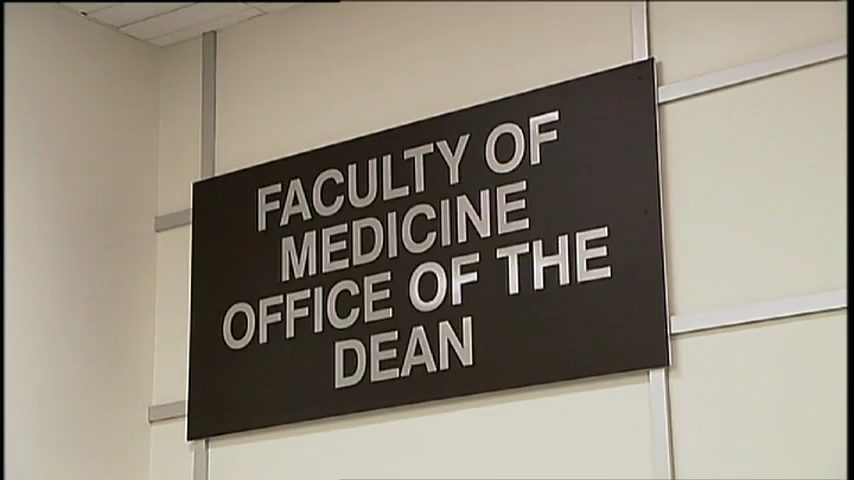 FACULTY OF
MEDICINE
OFFICE OF THE
DEAN